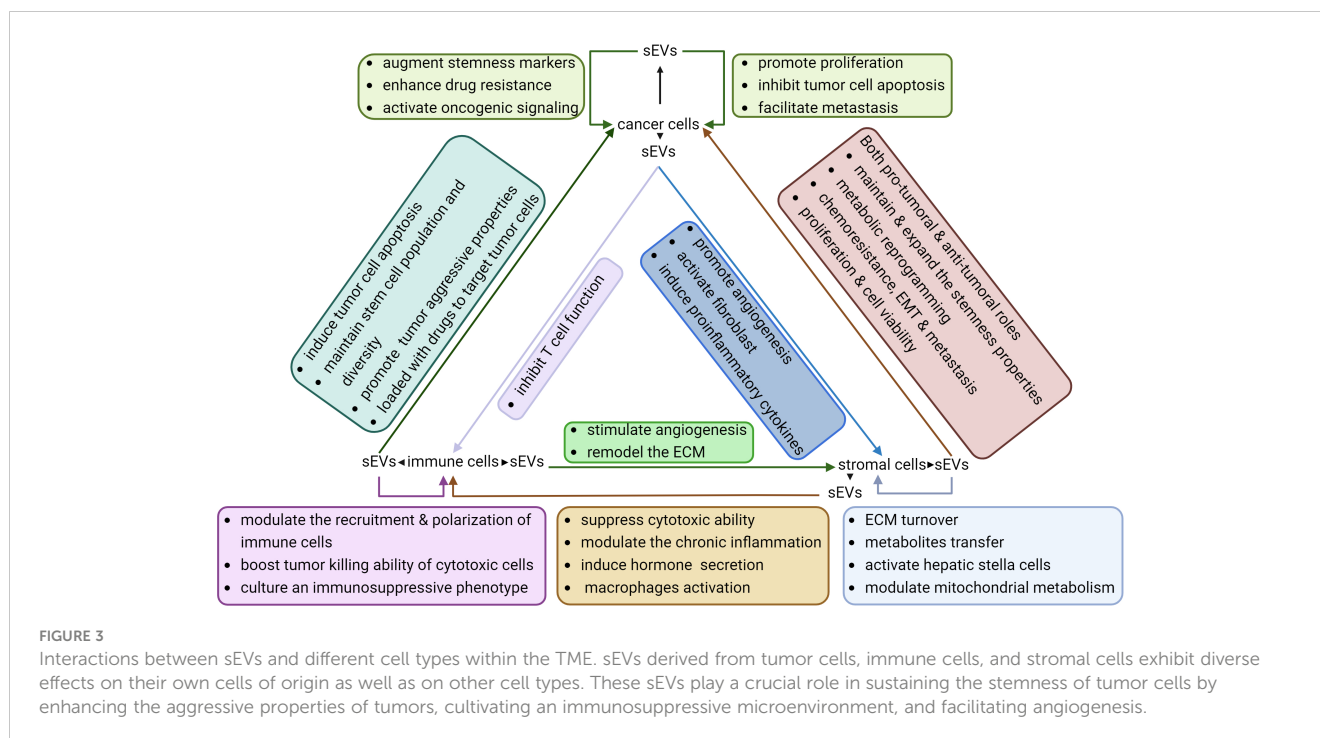 sEVs
• augment stemness markers
• enhance drug resistance
• activate oncogenic signaling
• promote proliferation
• inhibit tumor cell apoptosis
• facilitate metastasis
cancer cells
sEVs
• induce tumor cell apoptosis
• maintain stem cell population and
diversity
• promote tumor aggressive properties
• loaded with drugs to target tumor cells
• inhibit T cell function
• promote angiogenesis
• activate fibroblast
• induce proinflammatory cytokines
Both pro-tumoral & anti-tumoral roles
• maintain & expand the stemness properties
• metabolic reprogramming
• chemoresistance, EMT & metastasis
• proliferation & cell viability
• stimulate angiogenesis
• remodel the ECM
sEVs immune cells sEVs
stromal cells sEVs
sEVs
• modulate the recruitment & polarization of
immune cells
• boost tumor killing ability of cytotoxic cells
• culture an immunosuppressive phenotype
• suppress cytotoxic ability
• modulate the chronic inflammation
• induce hormone secretion
• macrophages activation
• ECM turnover
• metabolites transfer
• activate hepatic stella cells
• modulate mitochondrial metabolism
FIGURE 3
Interactions between sEVs and different cell types within the TME. sEVs derived from tumor cells, immune cells, and stromal cells exhibit diverse
effects on their own cells of origin as well as on other cell types. These sEVs play a crucial role in sustaining the stemness of tumor cells by
enhancing the aggressive properties of tumors, cultivating an immunosuppressive microenvironment, and facilitating angiogenesis.